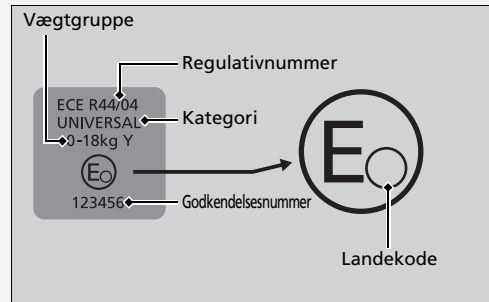 Vægtgruppe
Regulativnummer
ECE R44/04
UNIVERSAL
Kategori
0-18kg Y
E
E
123456
Godkendelsesnummer
Landekode